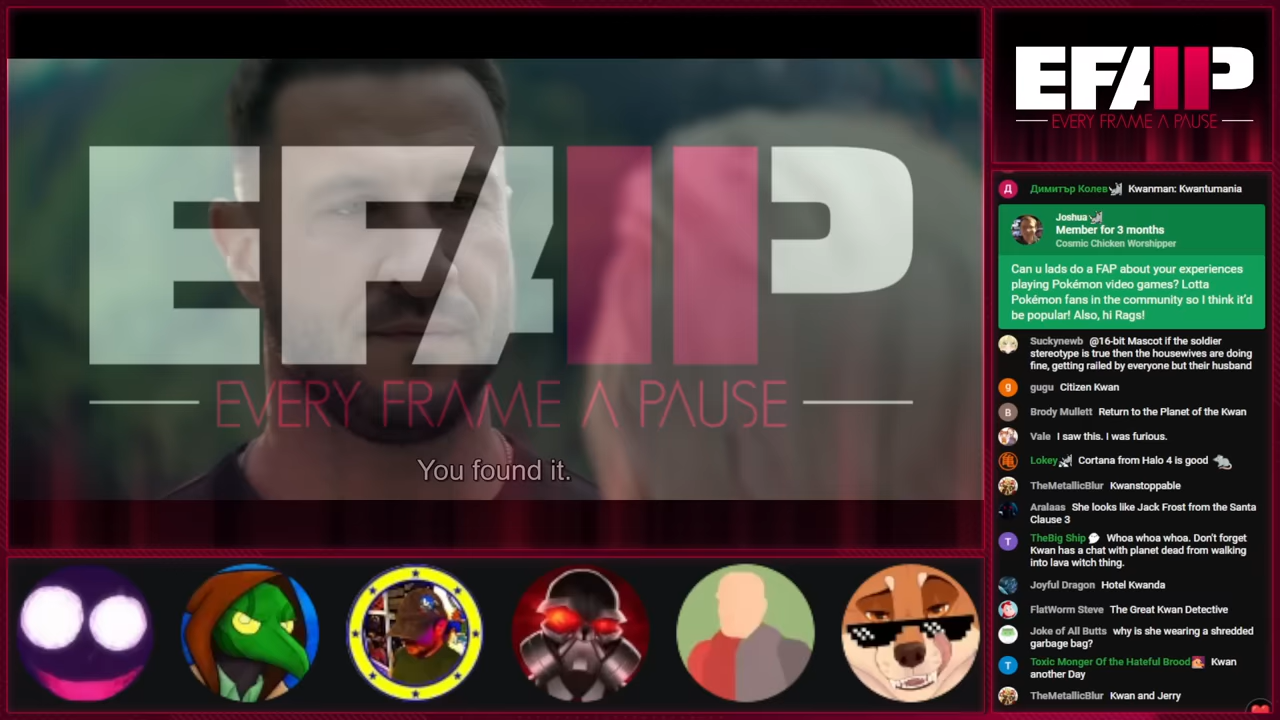 EFAP
EVERY FRAME A PAUSE
You found it.
EFAP
EVERY FRAME A PAUSE
Д Димитър Колев Kwanman: Kwantumania
Joshua
Member for 3 months
Cosmic Chicken Worshipper
Can u lads do a FAP about your experiences
playing Pokémon video games? Lotta
Pokémon fans in the community so I think it'd
be popular! Also, hi Rags!
Suckynewb @16-bit Mascot if the soldier
stereotype is true then the housewives are doing
fine, getting railed by everyone but their husband
g gugu Citizen Kwan
B Brody Mullett Return to the Planet of the Kwan
Vale I saw this. I was furious.
Lokey Cortana from Halo 4 is good
TheMetallicBlur Kwanstoppable
Aralaas She looks like Jack Frost from the Santa
Clause 3
T TheBig Ship Whoa whoa whoa. Don't forget
Kwan has a chat with planet dead from walking
into lava witch thing.
Joyful Dragon Hotel Kwanda
FlatWorm Steve The Great Kwan Detective
Joke of All Butts why is she wearing a shredded
garbage bag?
T Toxic Monger Of the Hateful Brood Kwan
another Day
TheMetallicBlur Kwan and Jerry